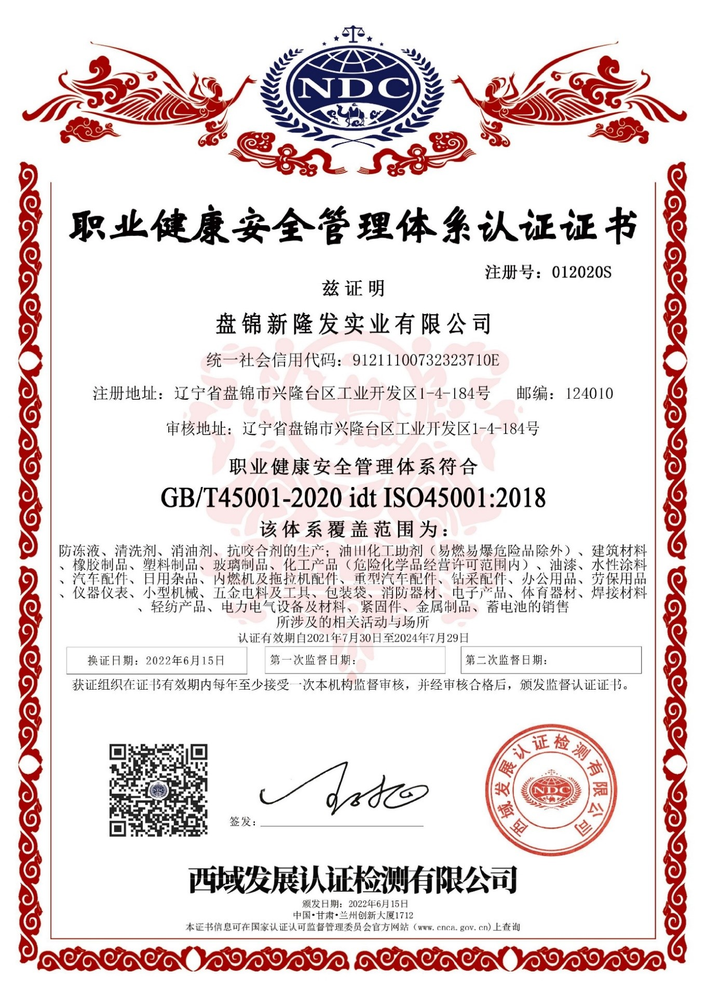 NDC
职业健康安全管理体系认证证书
注册号：012020S
兹证明
盘锦新隆发实业有限公司
统一社会信用代码：91211100732323710E
注册地址：辽宁省盘锦市兴隆台区工业开发区1-4-184号 邮编：124010
审核地址：辽宁省盘锦市兴隆台区工业开发区1-4-184号
职业健康安全管理体系符合
GB/T45001-2020 idt ISO45001:2018
该体系覆盖范围为：
防冻液、清洗剂、消油剂、抗咬合剂的生产；油田化工助剂（易燃易爆危险品除外）、建筑材料
、橡胶制品、塑料制品、玻璃制品、化工产品（危险化学品经营许可范围内）、油漆、水性涂料
、汽车配件、日用杂品、内燃机及拖拉机配件、重型汽车配件、钻采配件、办公用品、劳保用品
、仪器仪表、小型机械、五金电料及工具、包装袋、消防器材、电子产品、体育器材、焊接材料
、轻纺产品、电力电气设备及材料、紧固件、金属制品、蓄电池的销售
所涉及的相关活动与场所
认证有效期自2021年7月30日至2024年7月29日
换证日期：2022年6月15日
第一次监督日期：
第二次监督日期：
获证组织在证书有效期内每年至少接受一次本机构监督审核，并经审核合格后，颁发监督认证证书。
NDC
签发：
西域发展认证检测有限公司
NDC
西域发展认证检测有限公司
颁发日期：2022年6月15日
中国•甘肃•兰州创新大厦1712
本证书信息可在国家认证认可监督管理委员会官方网站（www.cnca.gov.cn)上查询